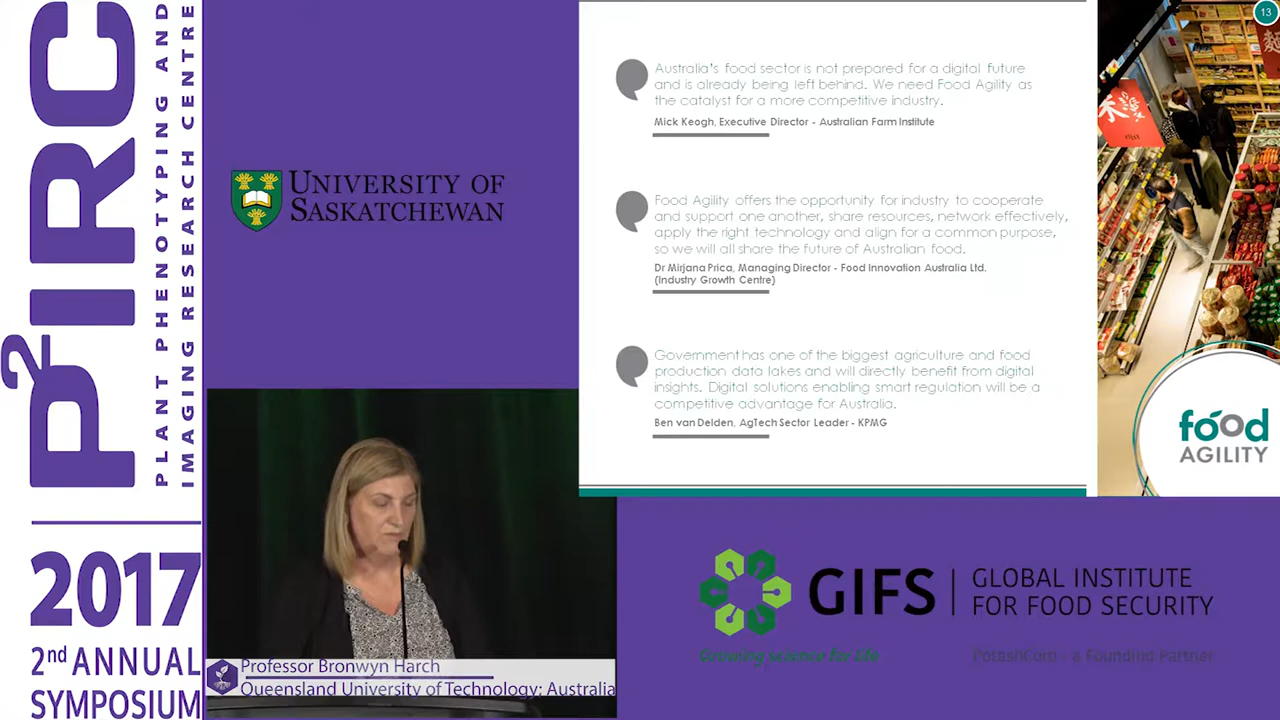 P2IRC
PLANT PHENOTYPING AND
IMAGING RESEARCH CENTRE
2017
2nd ANNUAL
SYMPOSIUM
UNIVERSITY OF
SASKATCHEWAN
Australia's food sector is not prepared for a digital future
and is already being left behind. We need Food Agility as
the catalyst for a more competitive industry.
Mick Keogh, Executive Director - Australian Farm Institute
Food Agility offers the opportunity for industry to cooperate
and support one another, share resources, network effectively,
apply the right technology and align for a common purpose,
so we will all share the future of Australian food.
Dr Mirjana Prica, Managing Director - Food Innovation Australia Ltd.
(Industry Growth Centre)
Government has one of the biggest agriculture and food
production data lakes and will directly benefit from digital
insights. Digital solutions enabling smart regulation will be a
competitive advantage for Australia.
Ben van Delden, AgTech Sector Leader - KPMG
13
food
AGILITY
Professor Bronwyn Harch
Queensland University of Technology: Australia
GIFS
GLOBAL INSTITUTE
FOR FOOD SECURITY
Growing science for life
PotashCorp - a Founding Partner